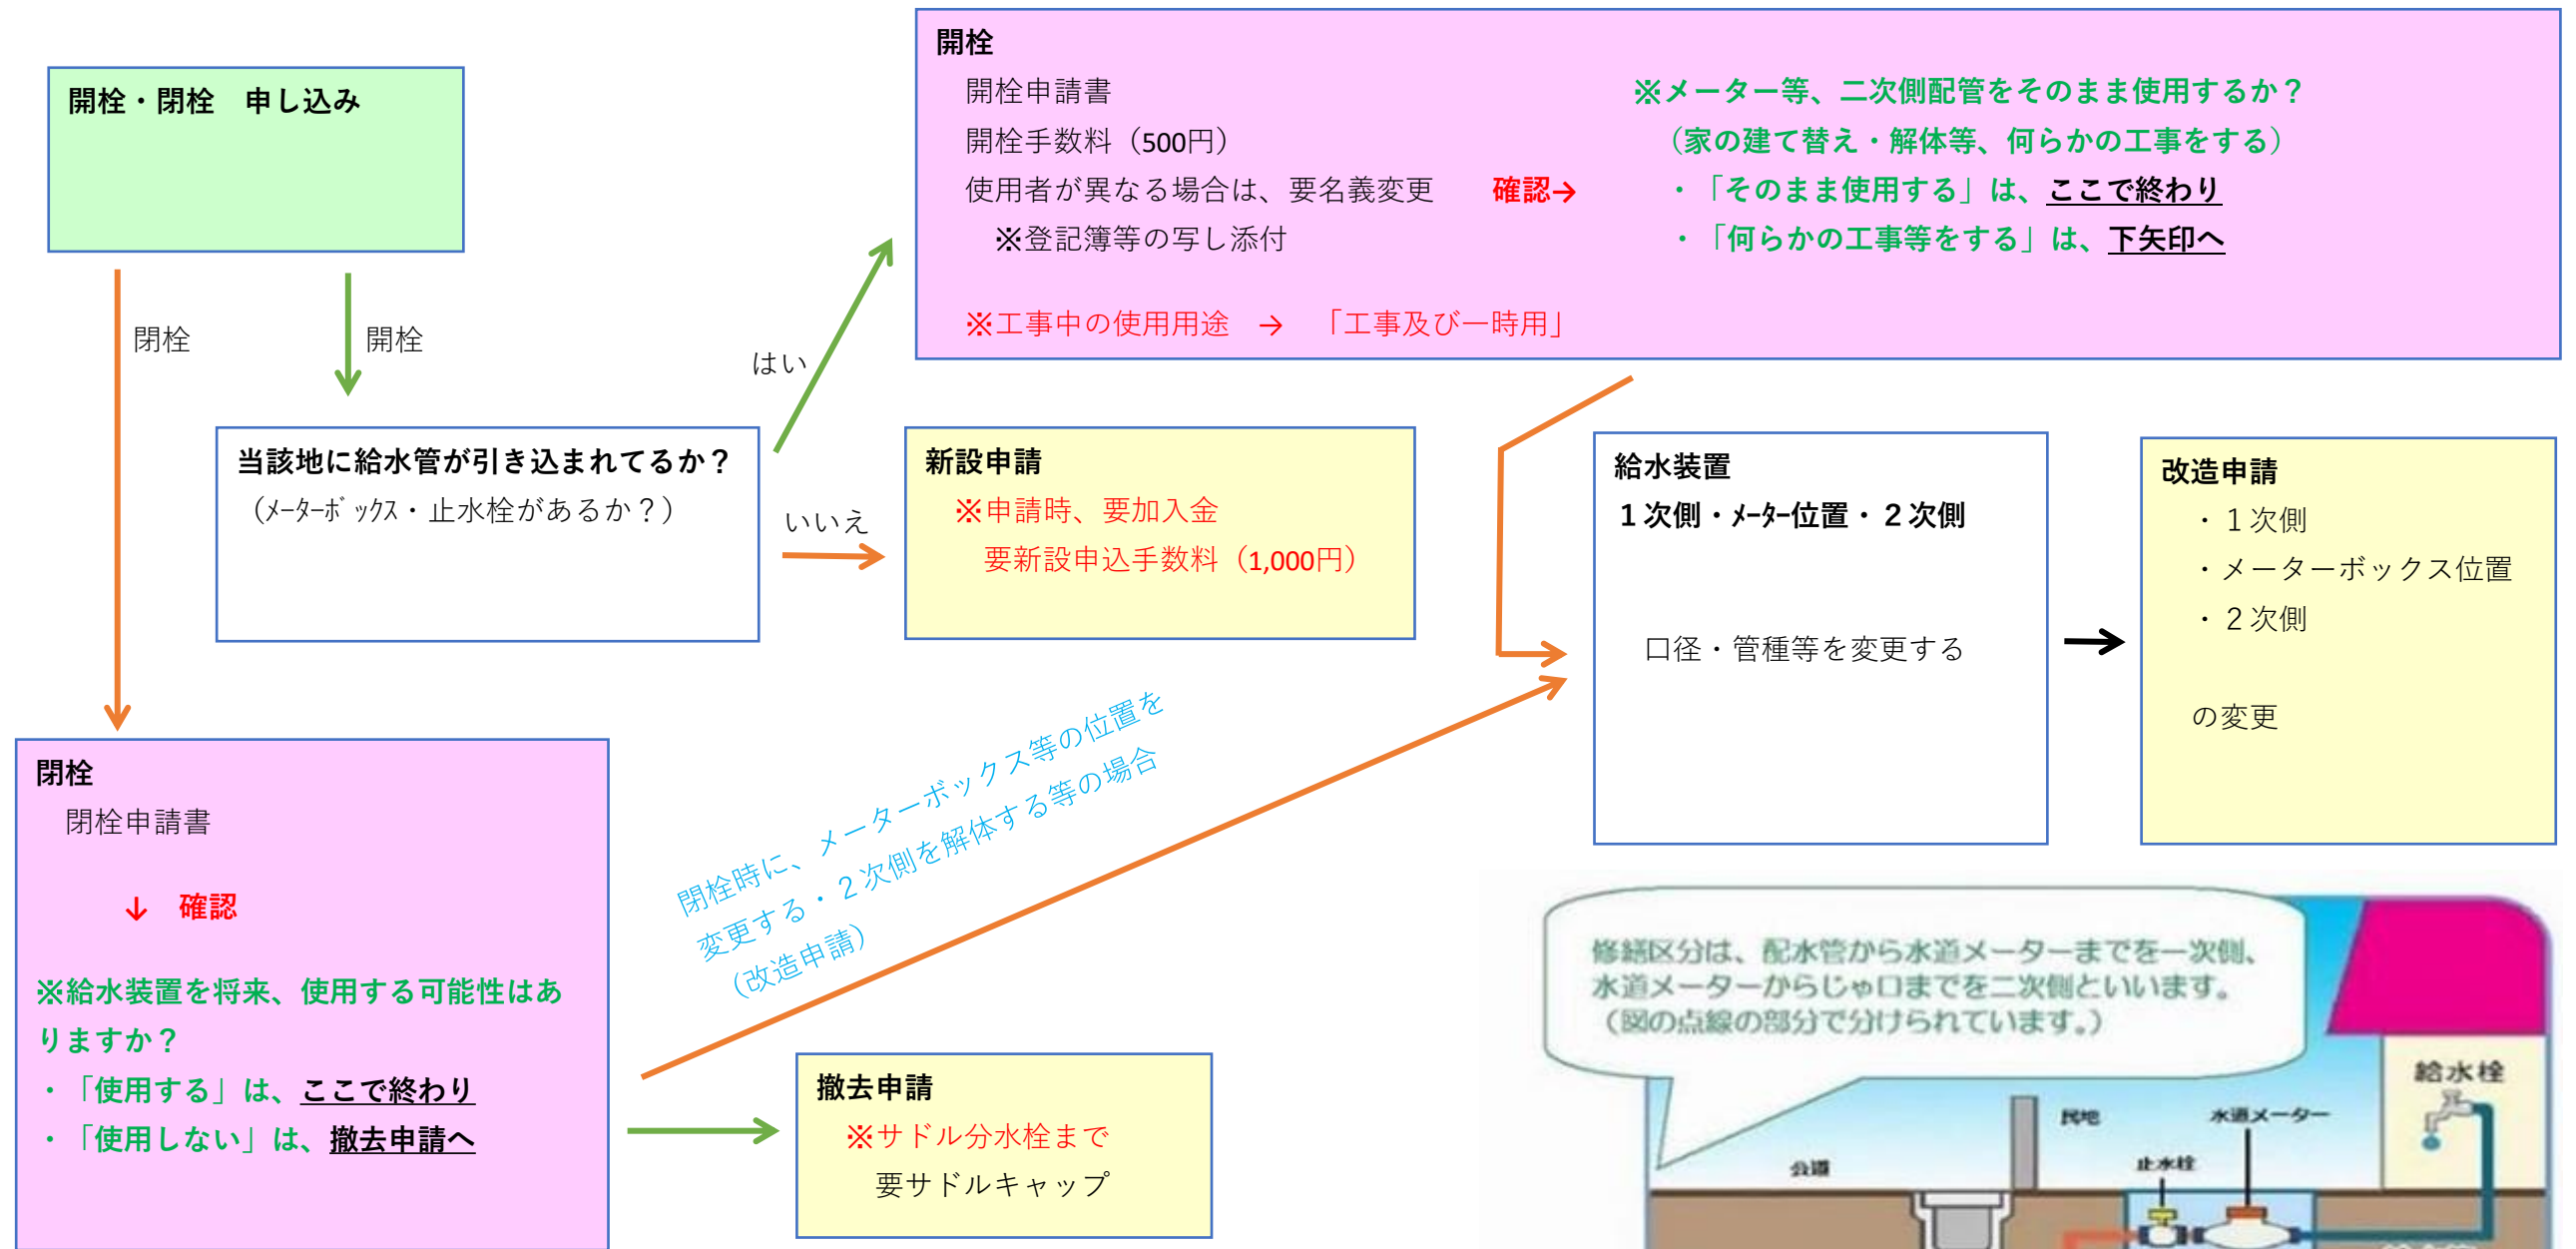 開栓・閉栓　申し込み
閉栓
開栓
当該地に給水管が引き込まれてるか？
（ﾒｰﾀｰﾎﾞｯｸｽ・止水栓があるか？）
はい
いいえ
開栓
開栓申請書
開栓手数料（500円）
使用者が異なる場合は、要名義変更
※登記簿等の写し添付
※工事中の使用用途　→　「工事及び一時用」
確認→
※メーター等、二次側配管をそのまま使用するか？
（家の建て替え・解体等、何らかの工事をする）
・「そのまま使用する」は、ここで終わり
・「何らかの工事等をする」は、下矢印へ
新設申請
※申請時、要加入金
要新設申込手数料（1,000円）
給水装置
１次側・ﾒｰﾀｰ位置・２次側
口径・管種等を変更する
改造申請
・１次側
・メーターボックス位置
・２次側
の変更
閉栓
閉栓申請書
↓　確認
※給水装置を将来、使用する可能性はあ
りますか？
・「使用する」は、ここで終わり
・「使用しない」は、撤去申請へ
閉栓時に、メーターボックス等の位置を
変更する・２次側を解体する等の場合
（改造申請）
撤去申請
※サドル分水栓まで
要サドルキャップ
修繕区分は、配水管から水道メーターまでを一次側、
水道メーターからじゃ口までを二次側といいます。
（図の点線の部分で分けられています。）
給水栓
民地
水道メーター
公道
止水栓